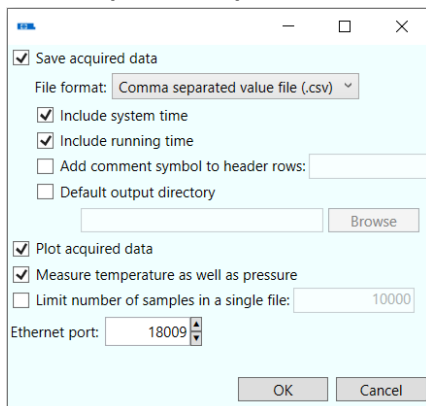 Save acquired data
File format: Comma separated value file (.csv)
Include system time
Include running time
Add comment symbol to header rows:
Default output directory
Browse
Plot acquired data
Measure temperature as well as pressure
Limit number of samples in a single file: 10000
Ethernet port: 18009
OK Cancel